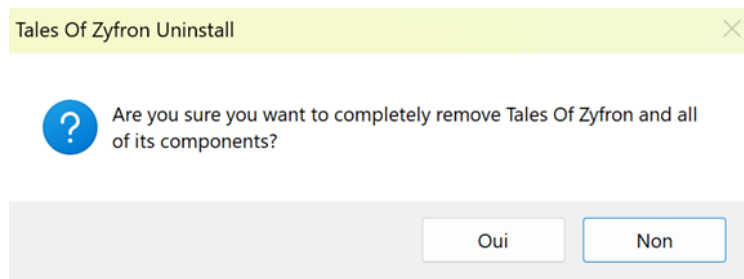 Tales Of Zyfron Uninstall
Are you sure you want to completely remove Tales Of Zyfron and all
of its components?
Oui
Non